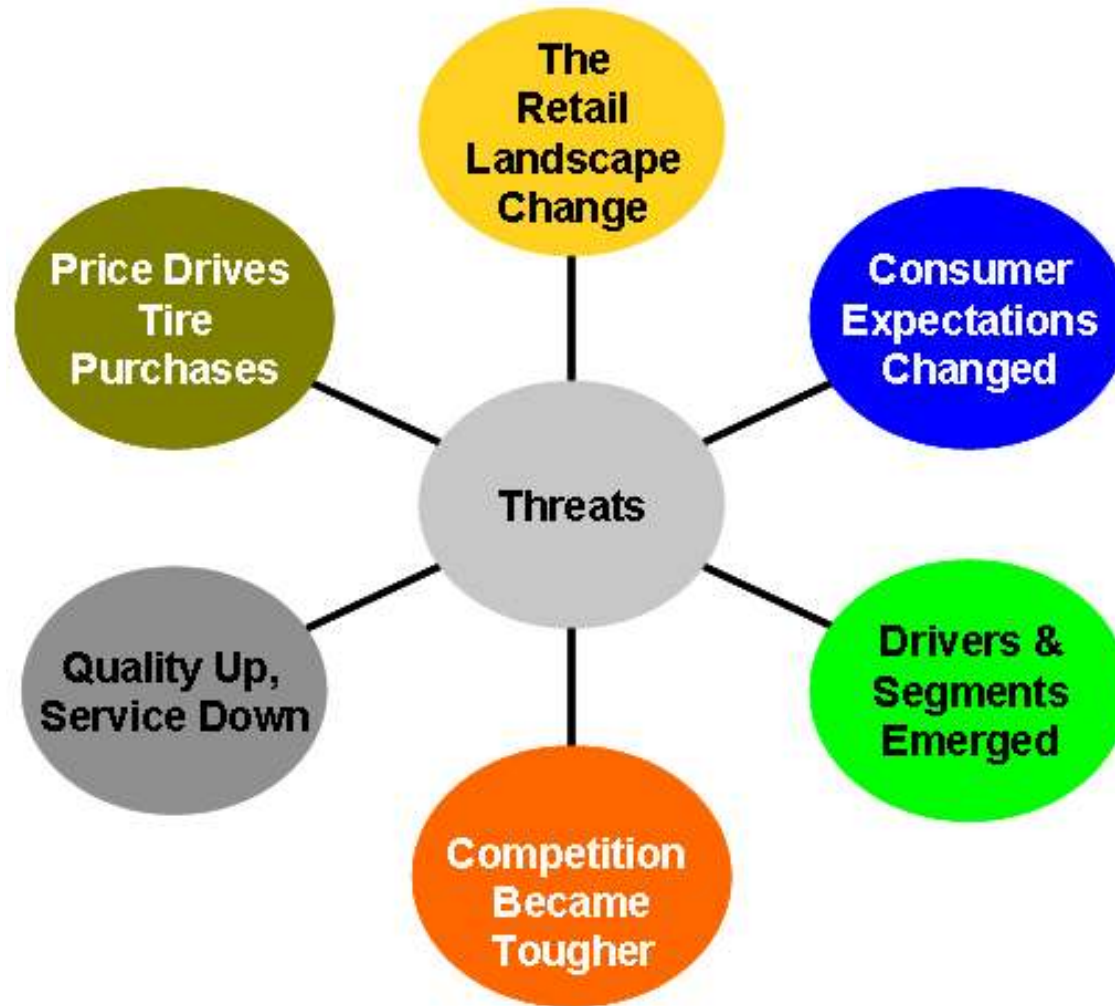 The
Retail
Landscape
Change
Price Drives
Tire
Purchases
Consumer
Expectations
Changed
Threats
Quality Up,
Service Down
Drivers &
Segments
Emerged
Competition
Became
Tougher